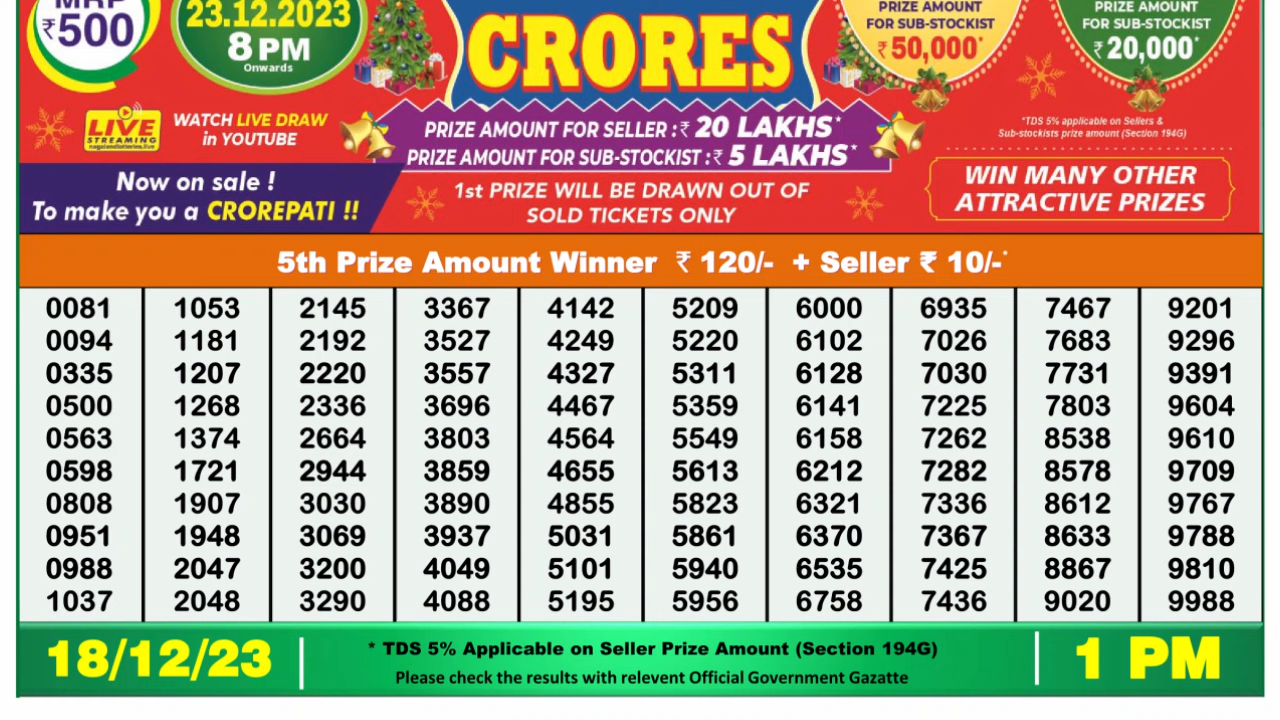 MRP
₹500
23.12.2023
8 PM
Onwards
CRORES
PRIZE AMOUNT
FOR SUB-STOCKIST
₹ 50,000*
PRIZE AMOUNT
FOR SUB-STOCKIST
₹ 20,000*
LIVE
STREAMING
nagalandlotteries.live
WATCH LIVE DRAW
in YOUTUBE
PRIZE AMOUNT FOR SELLER : ₹ 20 LAKHS*
PRIZE AMOUNT FOR SUB-STOCKIST : ₹ 5 LAKHS*
*TDS 5% applicable on Sellers &
Sub-stockists prize amount (Section 194G)
Now on sale !
To make you a CROREPATI !!
1st PRIZE WILL BE DRAWN OUT OF
SOLD TICKETS ONLY
WIN MANY OTHER
ATTRACTIVE PRIZES
5th Prize Amount Winner ₹ 120/- + Seller ₹ 10/-*
0081 1053 2145 3367 4142 5209 6000 6935 7467 9201
0094 1181 2192 3527 4249 5220 6102 7026 7683 9296
0335 1207 2220 3557 4327 5311 6128 7030 7731 9391
0500 1268 2336 3696 4467 5359 6141 7225 7803 9604
0563 1374 2664 3803 4564 5549 6158 7262 8538 9610
0598 1721 2944 3859 4655 5613 6212 7282 8578 9709
0808 1907 3030 3890 4855 5823 6321 7336 8612 9767
0951 1948 3069 3937 5031 5861 6370 7367 8633 9788
0988 2047 3200 4049 5101 5940 6535 7425 8867 9810
1037 2048 3290 4088 5195 5956 6758 7436 9020 9988
18/12/23
* TDS 5% Applicable on Seller Prize Amount (Section 194G)
Please check the results with relevent Official Government Gazatte
1 PM